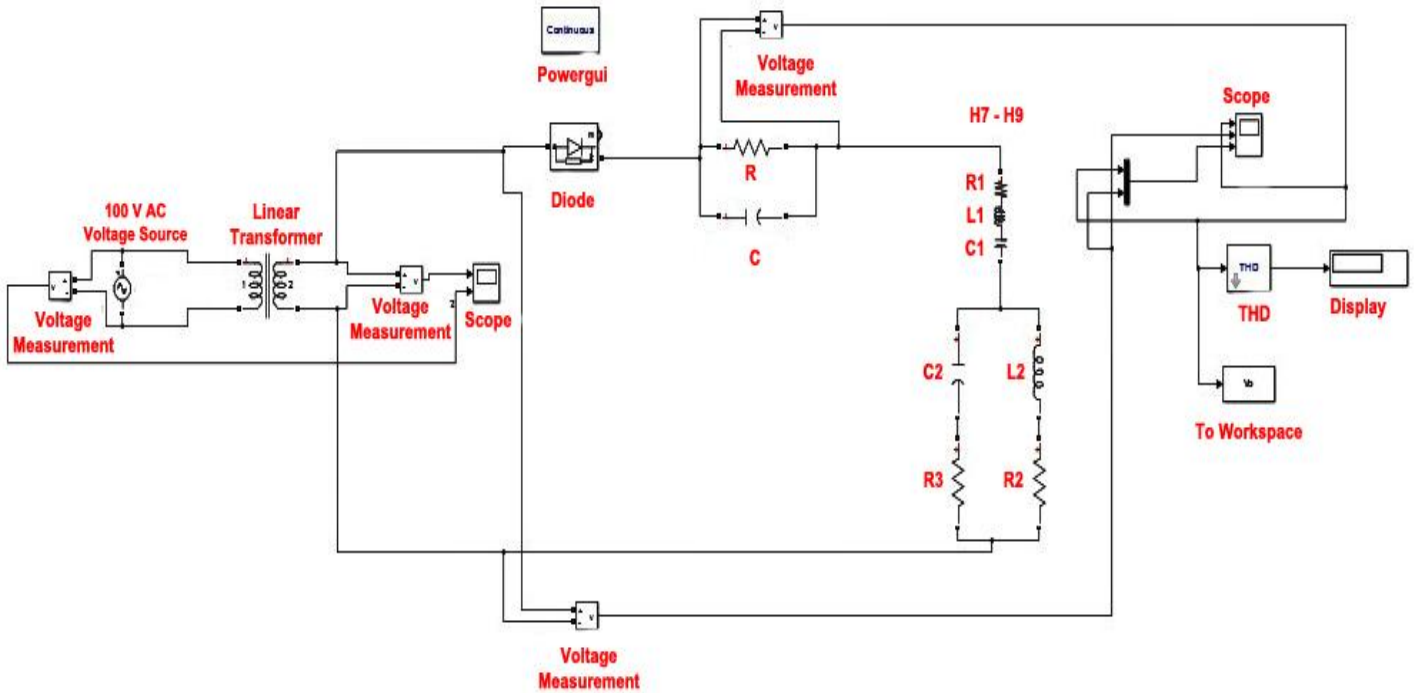 Continuous
Powergui
Voltage
Measurement
H7 - H9
Scope
R
Diode
R1
L1
C1
100 V AC
Voltage Source
Linear
Transformer
C
1
2
Voltage
Measurement
Voltage
Measurement
2
Scope
THD
THD
Display
C2
L2
Vo
To Workspace
R3
R2
Voltage
Measurement